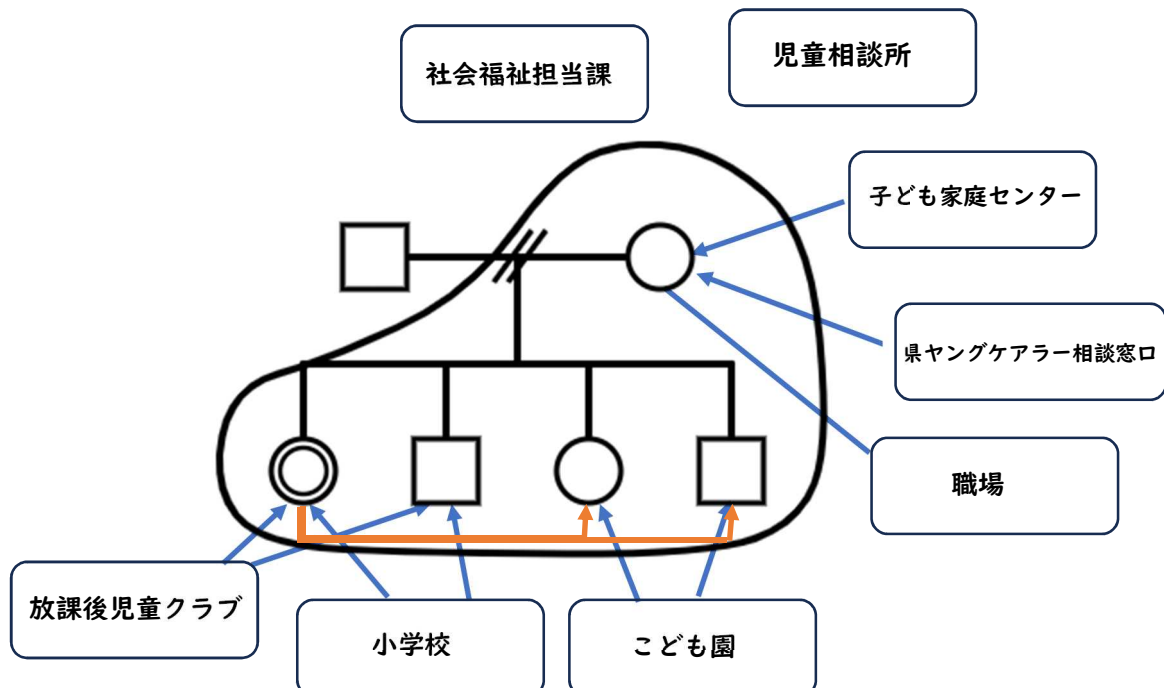 社会福祉担当課
児童相談所
子ども家庭センター
県ヤングケアラー相談窓口
職場
放課後児童クラブ
小学校
こども園